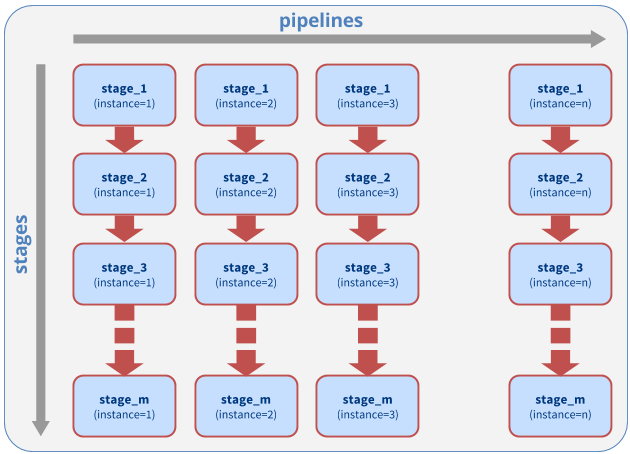 pipelines
stages
stage_1 stage_1 stage_1 stage_1
(instance=1) (instance=2) (instance=3) (instance=n)
stage_2 stage_2 stage_2 stage_2
(instance=1) (instance=2) (instance=3) (instance=n)
stage_3 stage_3 stage_3 stage_3
(instance=1) (instance=2) (instance=3) (instance=n)
stage_m stage_m stage_m stage_m
(instance=1) (instance=2) (instance=3) (instance=n)